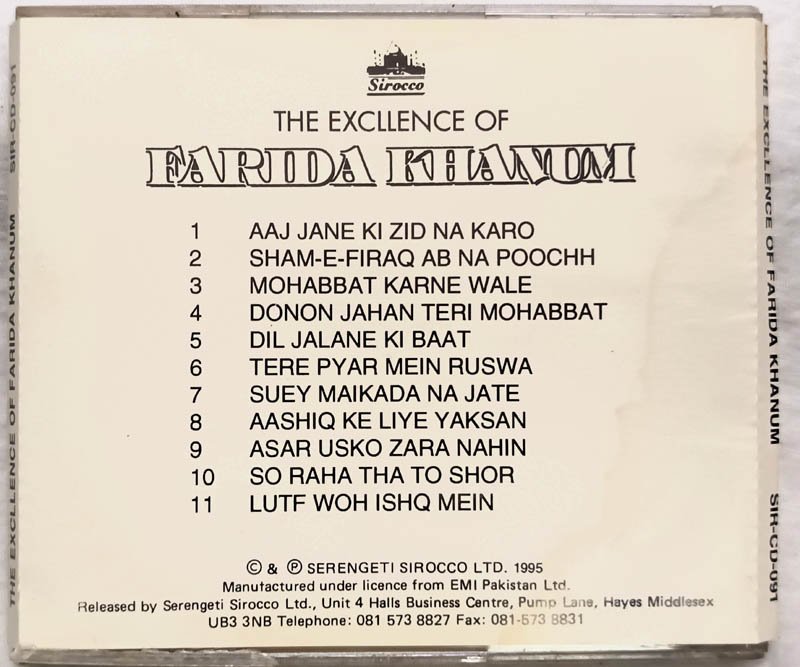 Sirocco
THE EXCLLENCE OF
FARIDA KHANUM
1 AAJ JANE KI ZID NA KARO
2 SHAM-E-FIRAQ AB NA POOCHH
3 MOHABBAT KARNE WALE
4 DONON JAHAN TERI MOHABBAT
5 DIL JALANE KI BAAT
6 TERE PYAR MEIN RUSWA
7 SUEY MAIKADA NA JATE
8 AASHIQ KE LIYE YAKSAN
9 ASAR USKO ZARA NAHIN
10 SO RAHA THA TO SHOR
11 LUTF WOH ISHQ MEIN
© & ℗ SERENGETI SIROCCO LTD. 1995
Manufactured under licence from EMI Pakistan Ltd.
Released by Serengeti Sirocco Ltd., Unit 4 Halls Business Centre, Pump Lane, Hayes Middlesex
UB3 3NB Telephone: 081 573 8827 Fax: 081-573 8831
THE EXCLLENCE OF FARIDA KHANUM SIR-CD-091
THE EXCLLENCE OF FARIDA KHANUM SIR-CD-091